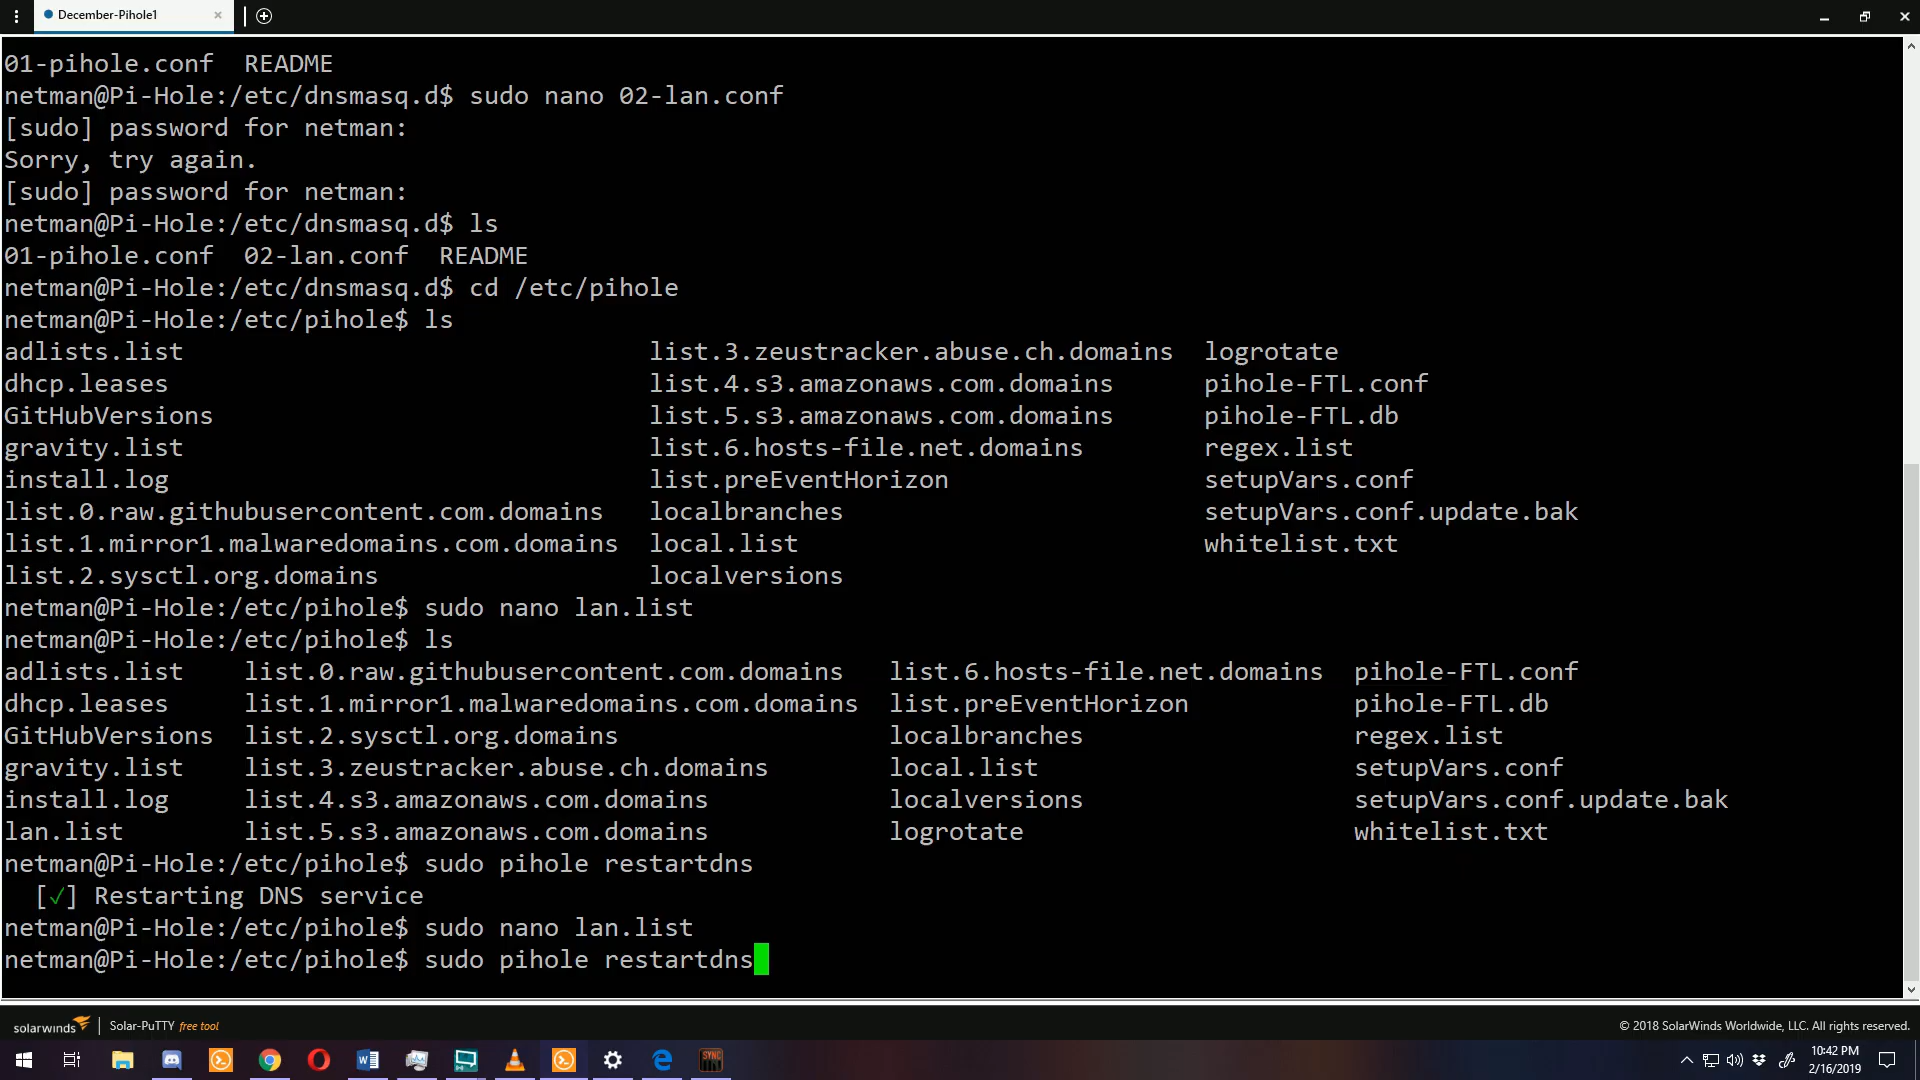 December-Pihole1
01-pihole.conf  README
netman@Pi-Hole:/etc/dnsmasq.d$ sudo nano 02-lan.conf
[sudo] password for netman:
Sorry, try again.
[sudo] password for netman:
netman@Pi-Hole:/etc/dnsmasq.d$ ls
01-pihole.conf  02-lan.conf  README
netman@Pi-Hole:/etc/dnsmasq.d$ cd /etc/pihole
netman@Pi-Hole:/etc/pihole$ ls
adlists.list  list.3.zeustracker.abuse.ch.domains  logrotate
dhcp.leases  list.4.s3.amazonaws.com.domains  pihole-FTL.conf
GitHubVersions  list.5.s3.amazonaws.com.domains  pihole-FTL.db
gravity.list  list.6.hosts-file.net.domains  regex.list
install.log  list.preEventHorizon  setupVars.conf
list.0.raw.githubusercontent.com.domains  localbranches  setupVars.conf.update.bak
list.1.mirror1.malwaredomains.com.domains  local.list  whitelist.txt
list.2.sysctl.org.domains  localversions
netman@Pi-Hole:/etc/pihole$ sudo nano lan.list
netman@Pi-Hole:/etc/pihole$ ls
adlists.list  list.0.raw.githubusercontent.com.domains  list.6.hosts-file.net.domains  pihole-FTL.conf
dhcp.leases  list.1.mirror1.malwaredomains.com.domains  list.preEventHorizon  pihole-FTL.db
GitHubVersions  list.2.sysctl.org.domains  localbranches  regex.list
gravity.list  list.3.zeustracker.abuse.ch.domains  local.list  setupVars.conf
install.log  list.4.s3.amazonaws.com.domains  localversions  setupVars.conf.update.bak
lan.list  list.5.s3.amazonaws.com.domains  logrotate  whitelist.txt
netman@Pi-Hole:/etc/pihole$ sudo pihole restartdns
[✓] Restarting DNS service
netman@Pi-Hole:/etc/pihole$ sudo nano lan.list
netman@Pi-Hole:/etc/pihole$ sudo pihole restartdns
solarwinds | Solar-PuTTY free tool  © 2018 SolarWinds Worldwide, LLC. All rights reserved.
SYNC
10:42 PM
2/16/2019